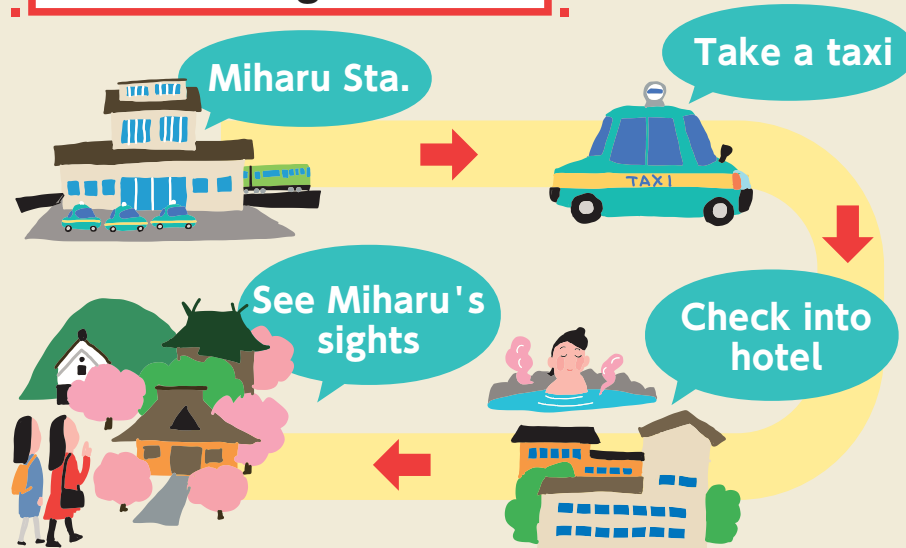 Miharu Sta.
Take a taxi
TAXI
Check into
hotel
See Miharu's
sights